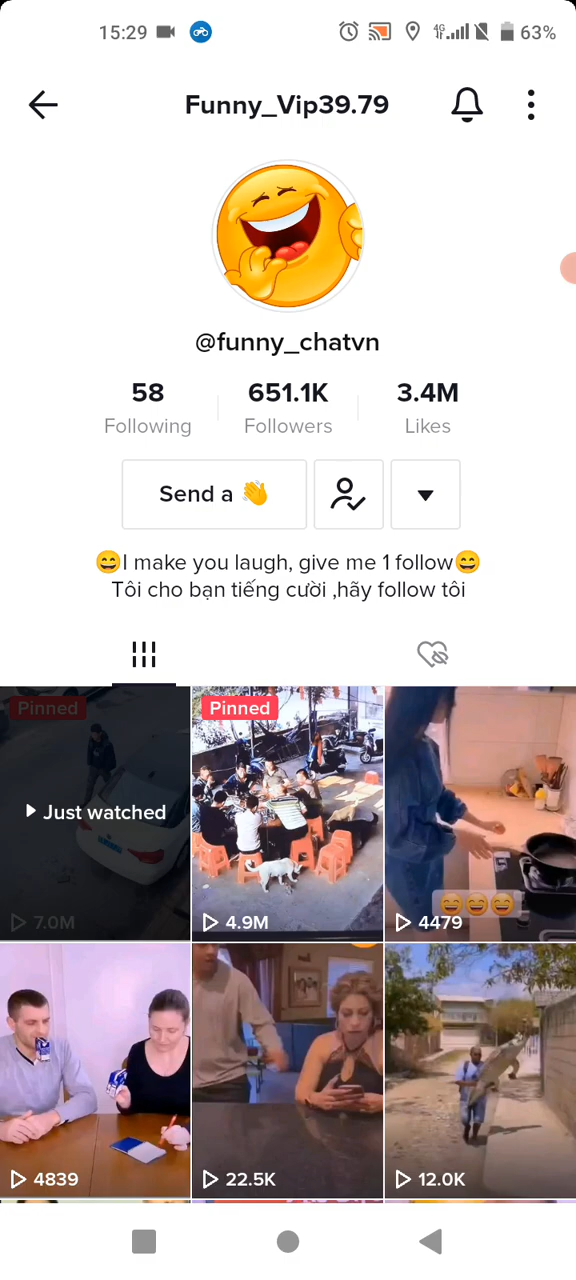 15:29
4G
63%
Funny_Vip39.79
@funny_chatvn
58
651.1K
3.4M
Following
Followers
Likes
Send a 👋
😄I make you laugh, give me 1 follow😄
Tôi cho bạn tiếng cười ,hãy follow tôi
Pinned
Pinned
Just watched
7.0M
4.9M
4479
4839
22.5K
12.0K